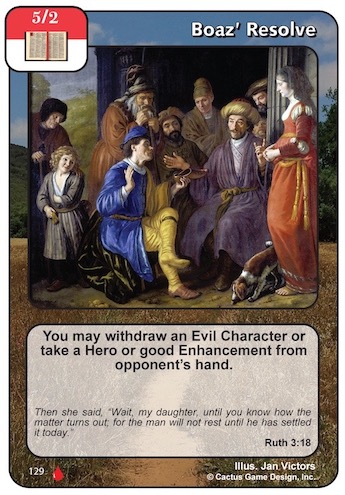 5/2
Boaz’ Resolve
You may withdraw an Evil Character or
take a Hero or good Enhancement from
opponent’s hand.
Then she said, “Wait, my daughter, until you know how the
matter turns out; for the man will not rest until he has settled
it today.”
Ruth 3:18
Illus. Jan Victors
129
© Cactus Game Design, Inc.